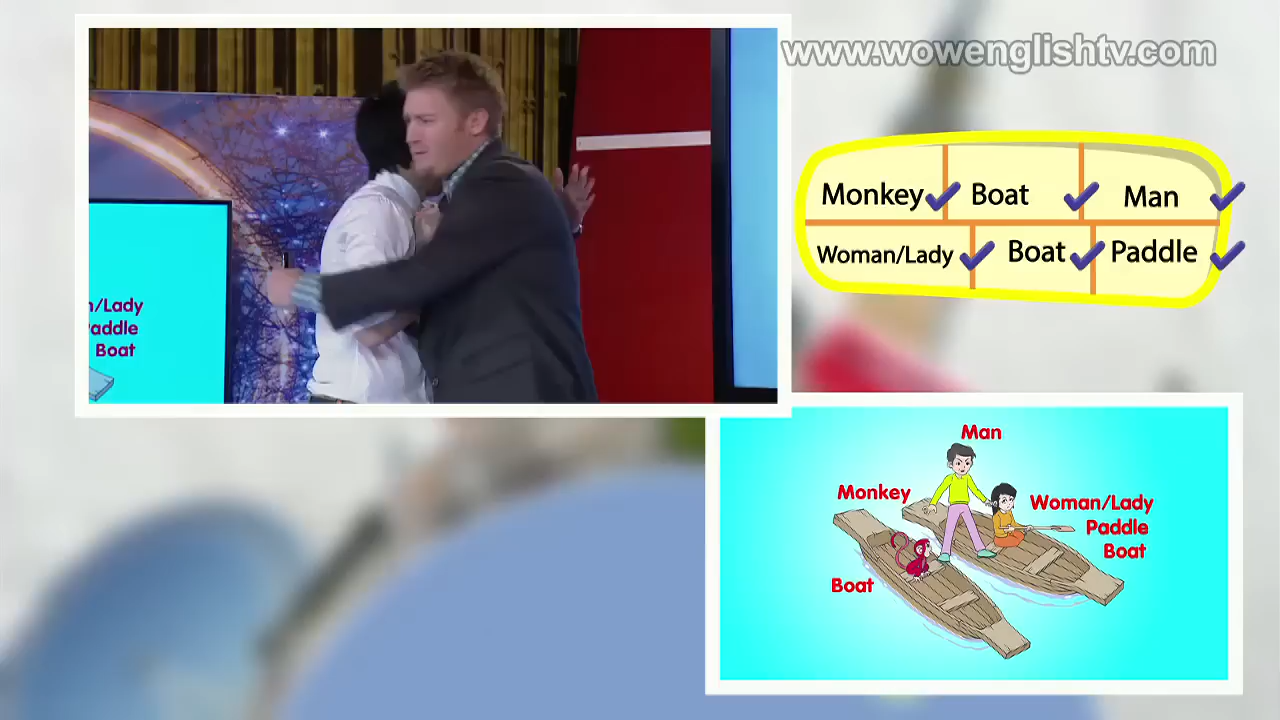 www.wowenglishtv.com
Monkey Boat Man
Woman/Lady Boat Paddle
n/Lady
addle
Boat
Man
Monkey
Woman/Lady
Paddle
Boat
Boat